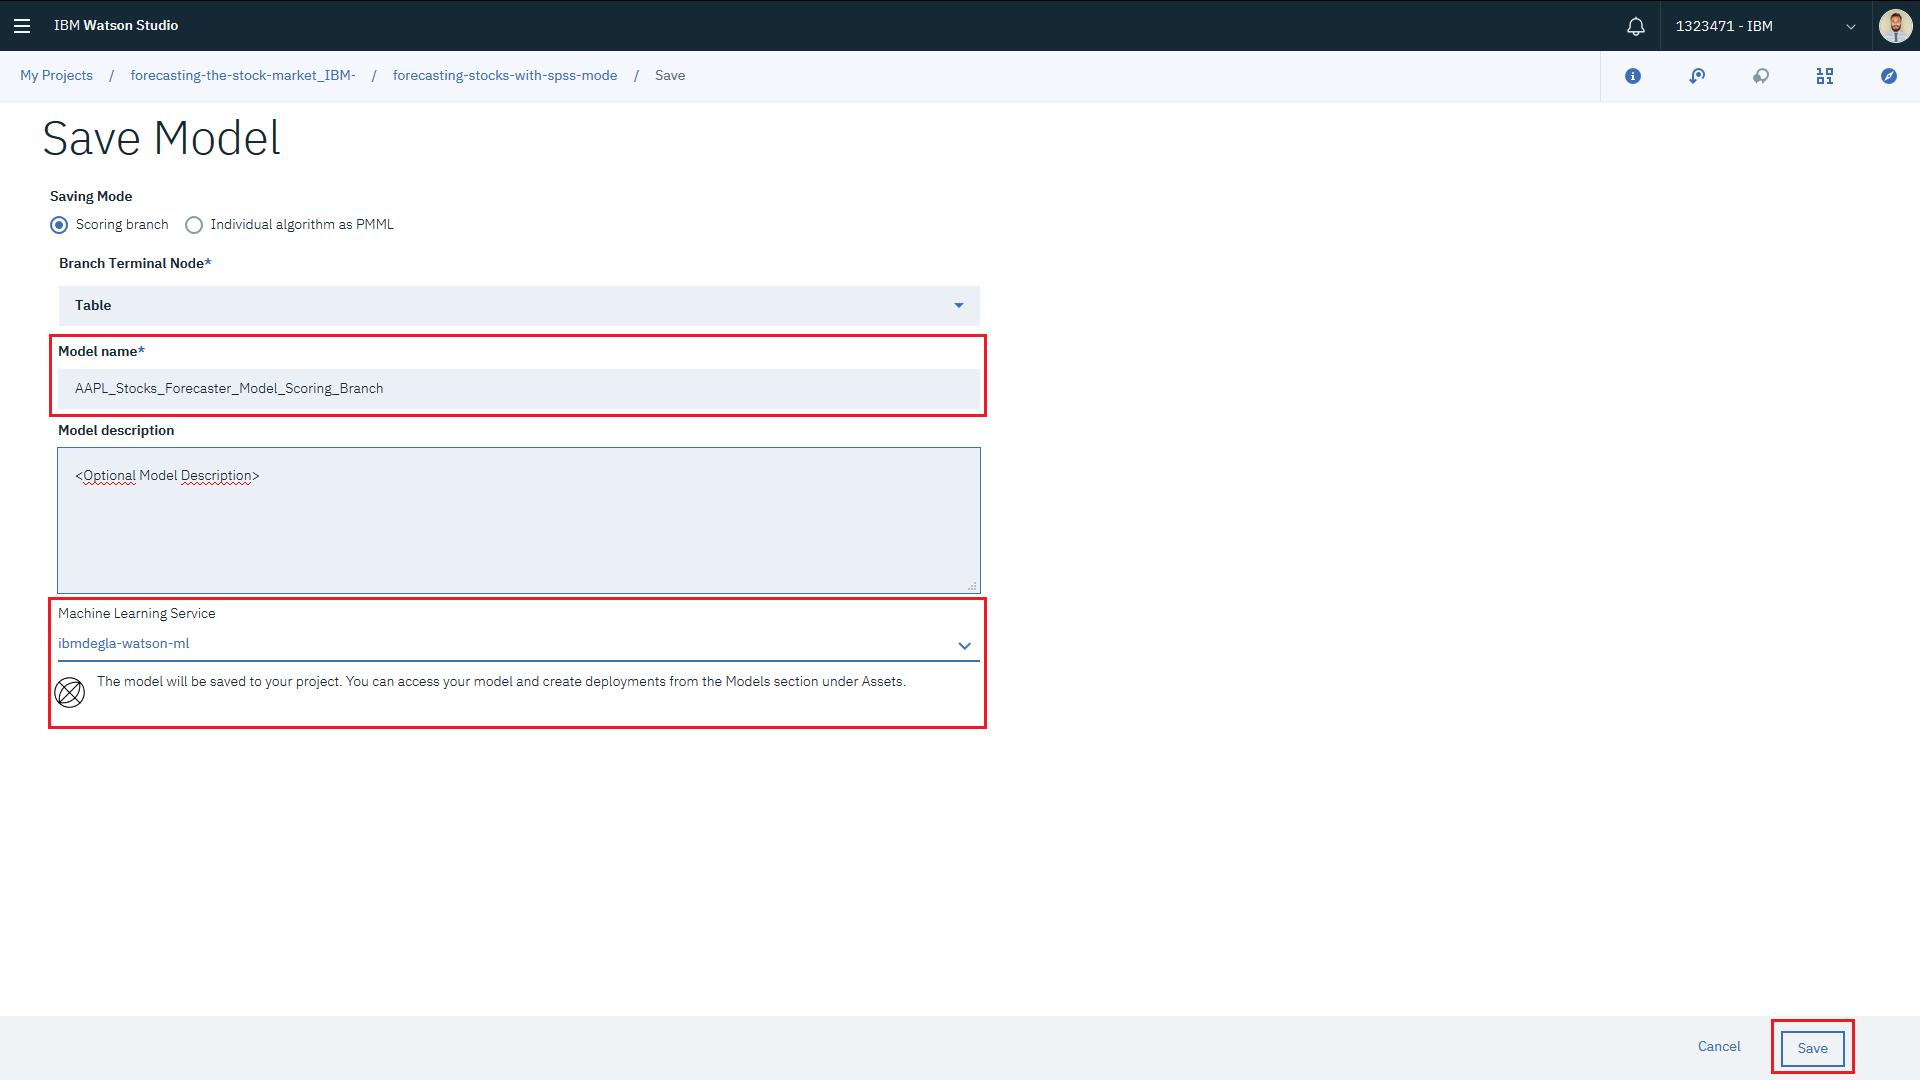 IBM Watson Studio
1323471 - IBM
My Projects / forecasting-the-stock-market_IBM- / forecasting-stocks-with-spss-mode / Save
Save Model
Saving Mode
Scoring branch Individual algorithm as PMML
Branch Terminal Node*
Table
Model name*
AAPL_Stocks_Forecaster_Model_Scoring_Branch
Model description
<Optional Model Description>
Machine Learning Service
ibmdegla-watson-ml
The model will be saved to your project. You can access your model and create deployments from the Models section under Assets.
Cancel
Save